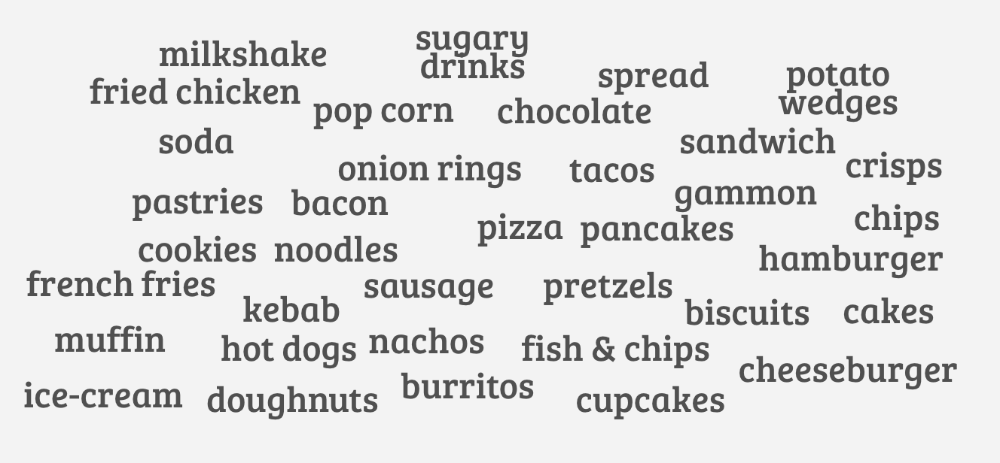 milkshake
sugary
drinks
spread
potato
wedges
fried chicken
pop corn
chocolate
soda
sandwich
crisps
onion rings
tacos
gammon
pastries
bacon
chips
pizza
pancakes
cookies
noodles
hamburger
french fries
sausage
pretzels
kebab
biscuits
cakes
muffin
hot dogs
nachos
fish & chips
cheeseburger
ice-cream
doughnuts
burritos
cupcakes